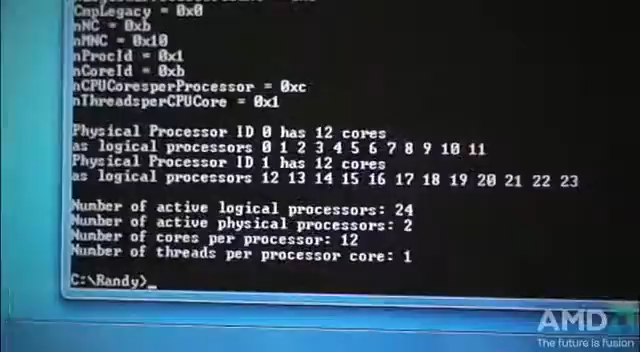 CmpLegacy = 0x0
nNC = 0xb
nMNC = 0x10
nProcId = 0x1
nCoreId = 0xb
nCPUCoresperProcessor = 0xc
nThreadsperCPUCore = 0x1
Physical Processor ID 0 has 12 cores
as logical processors 0 1 2 3 4 5 6 7 8 9 10 11
Physical Processor ID 1 has 12 cores
as logical processors 12 13 14 15 16 17 18 19 20 21 22 23
Number of active logical processors: 24
Number of active physical processors: 2
Number of cores per processor: 12
Number of threads per processor core: 1
C:\Randy>_
AMD
The future is fusion